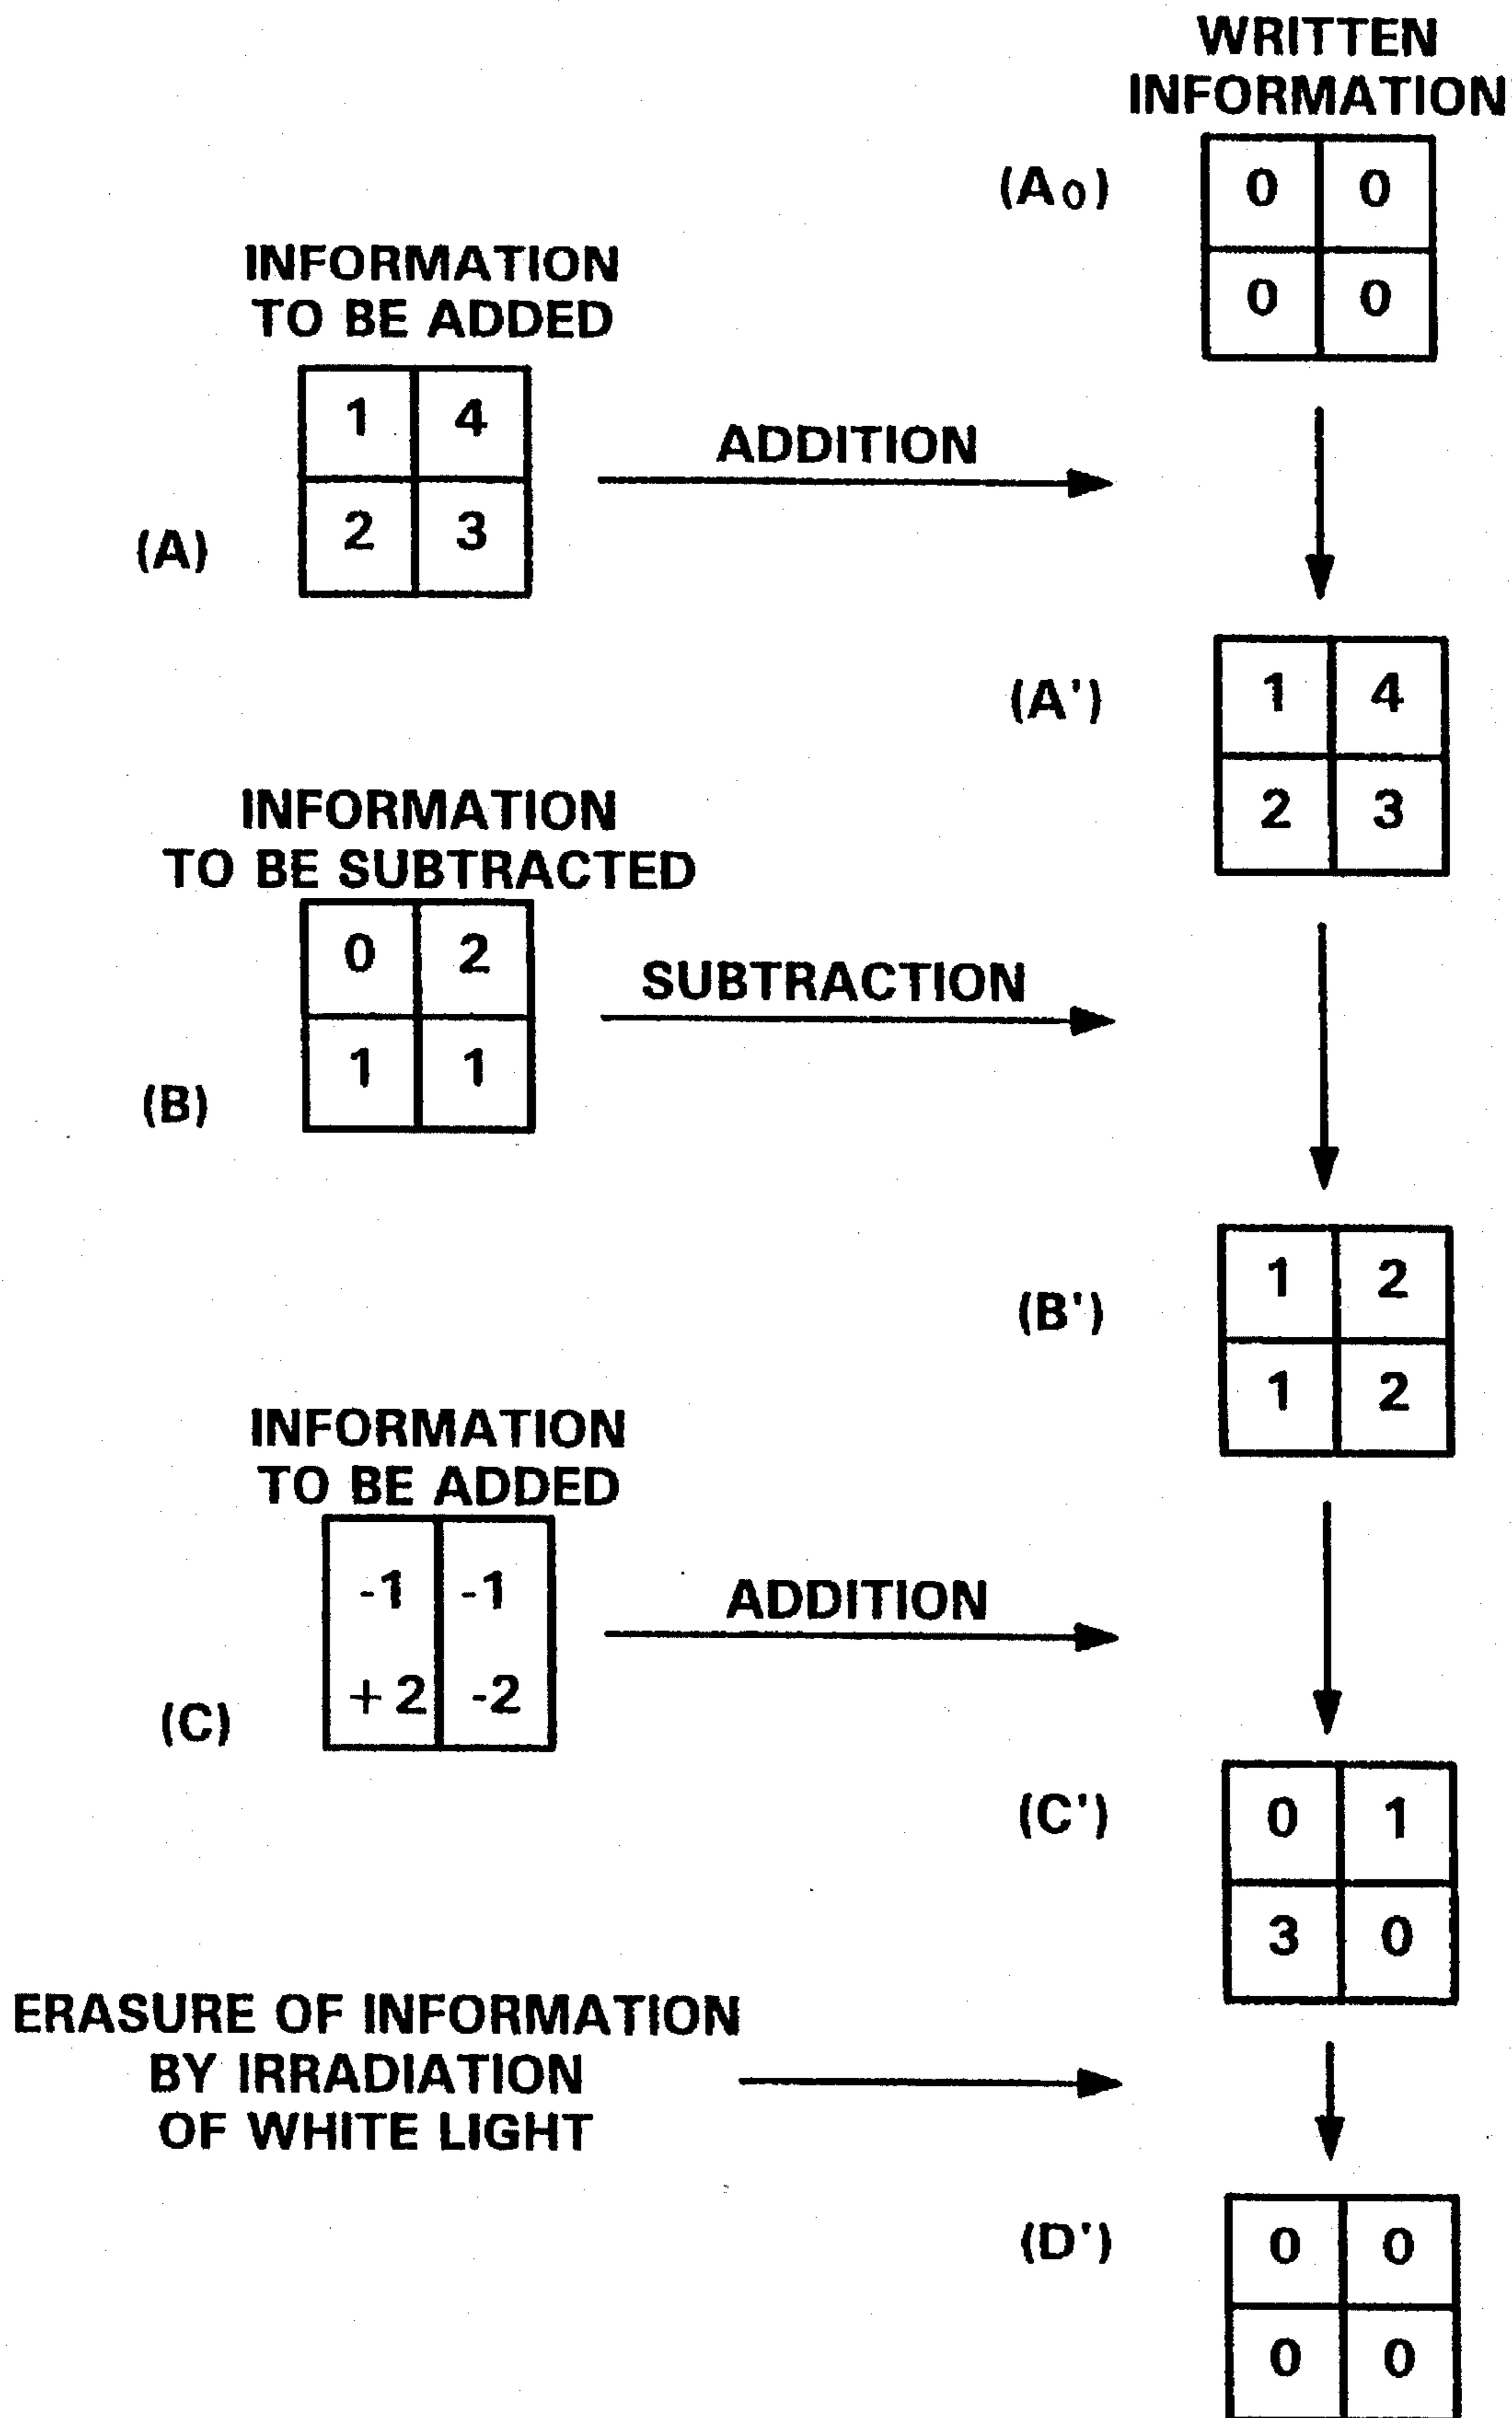 WRITTEN
INFORMATION
(A0)
0 0
0 0
INFORMATION
TO BE ADDED
1 4
2 3
(A)
ADDITION
(A')
1 4
2 3
INFORMATION
TO BE SUBTRACTED
0 2
1 1
(B)
SUBTRACTION
(B')
1 2
1 2
INFORMATION
TO BE ADDED
-1 -1
+2 -2
(C)
ADDITION
(C')
0 1
3 0
ERASURE OF INFORMATION
BY IRRADIATION
OF WHITE LIGHT
(D')
0 0
0 0